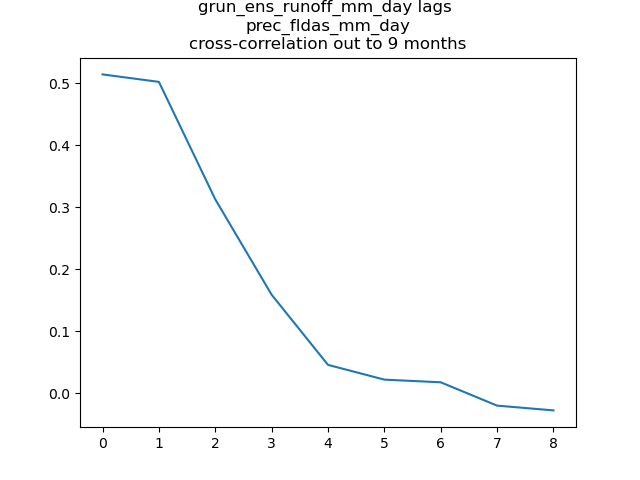 grun_ens_runoff_mm_day lags
prec_fldas_mm_day
cross-correlation out to 9 months
0.5
0.4
0.3
0.2
0.1
0.0
0 1 2 3 4 5 6 7 8